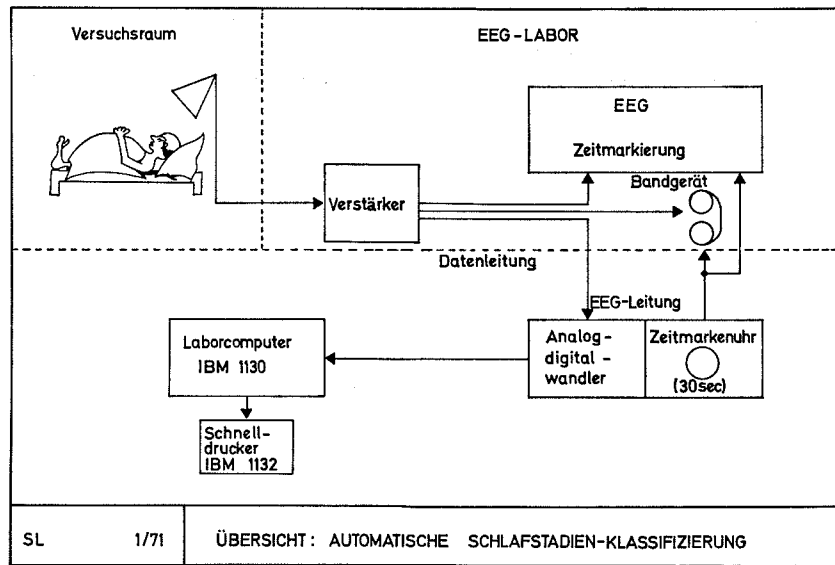 Versuchsraum
EEG-LABOR
EEG
Zeitmarkierung
Bandgerät
Verstärker
Datenleitung
EEG-Leitung
Laborcomputer
IBM 1130
Analog-
digital-
wandler
Zeitmarkenuhr
(30sec)
Schnell-
drucker
IBM 1132
SL 1/71
ÜBERSICHT: AUTOMATISCHE SCHLAFSTADIEN-KLASSIFIZIERUNG